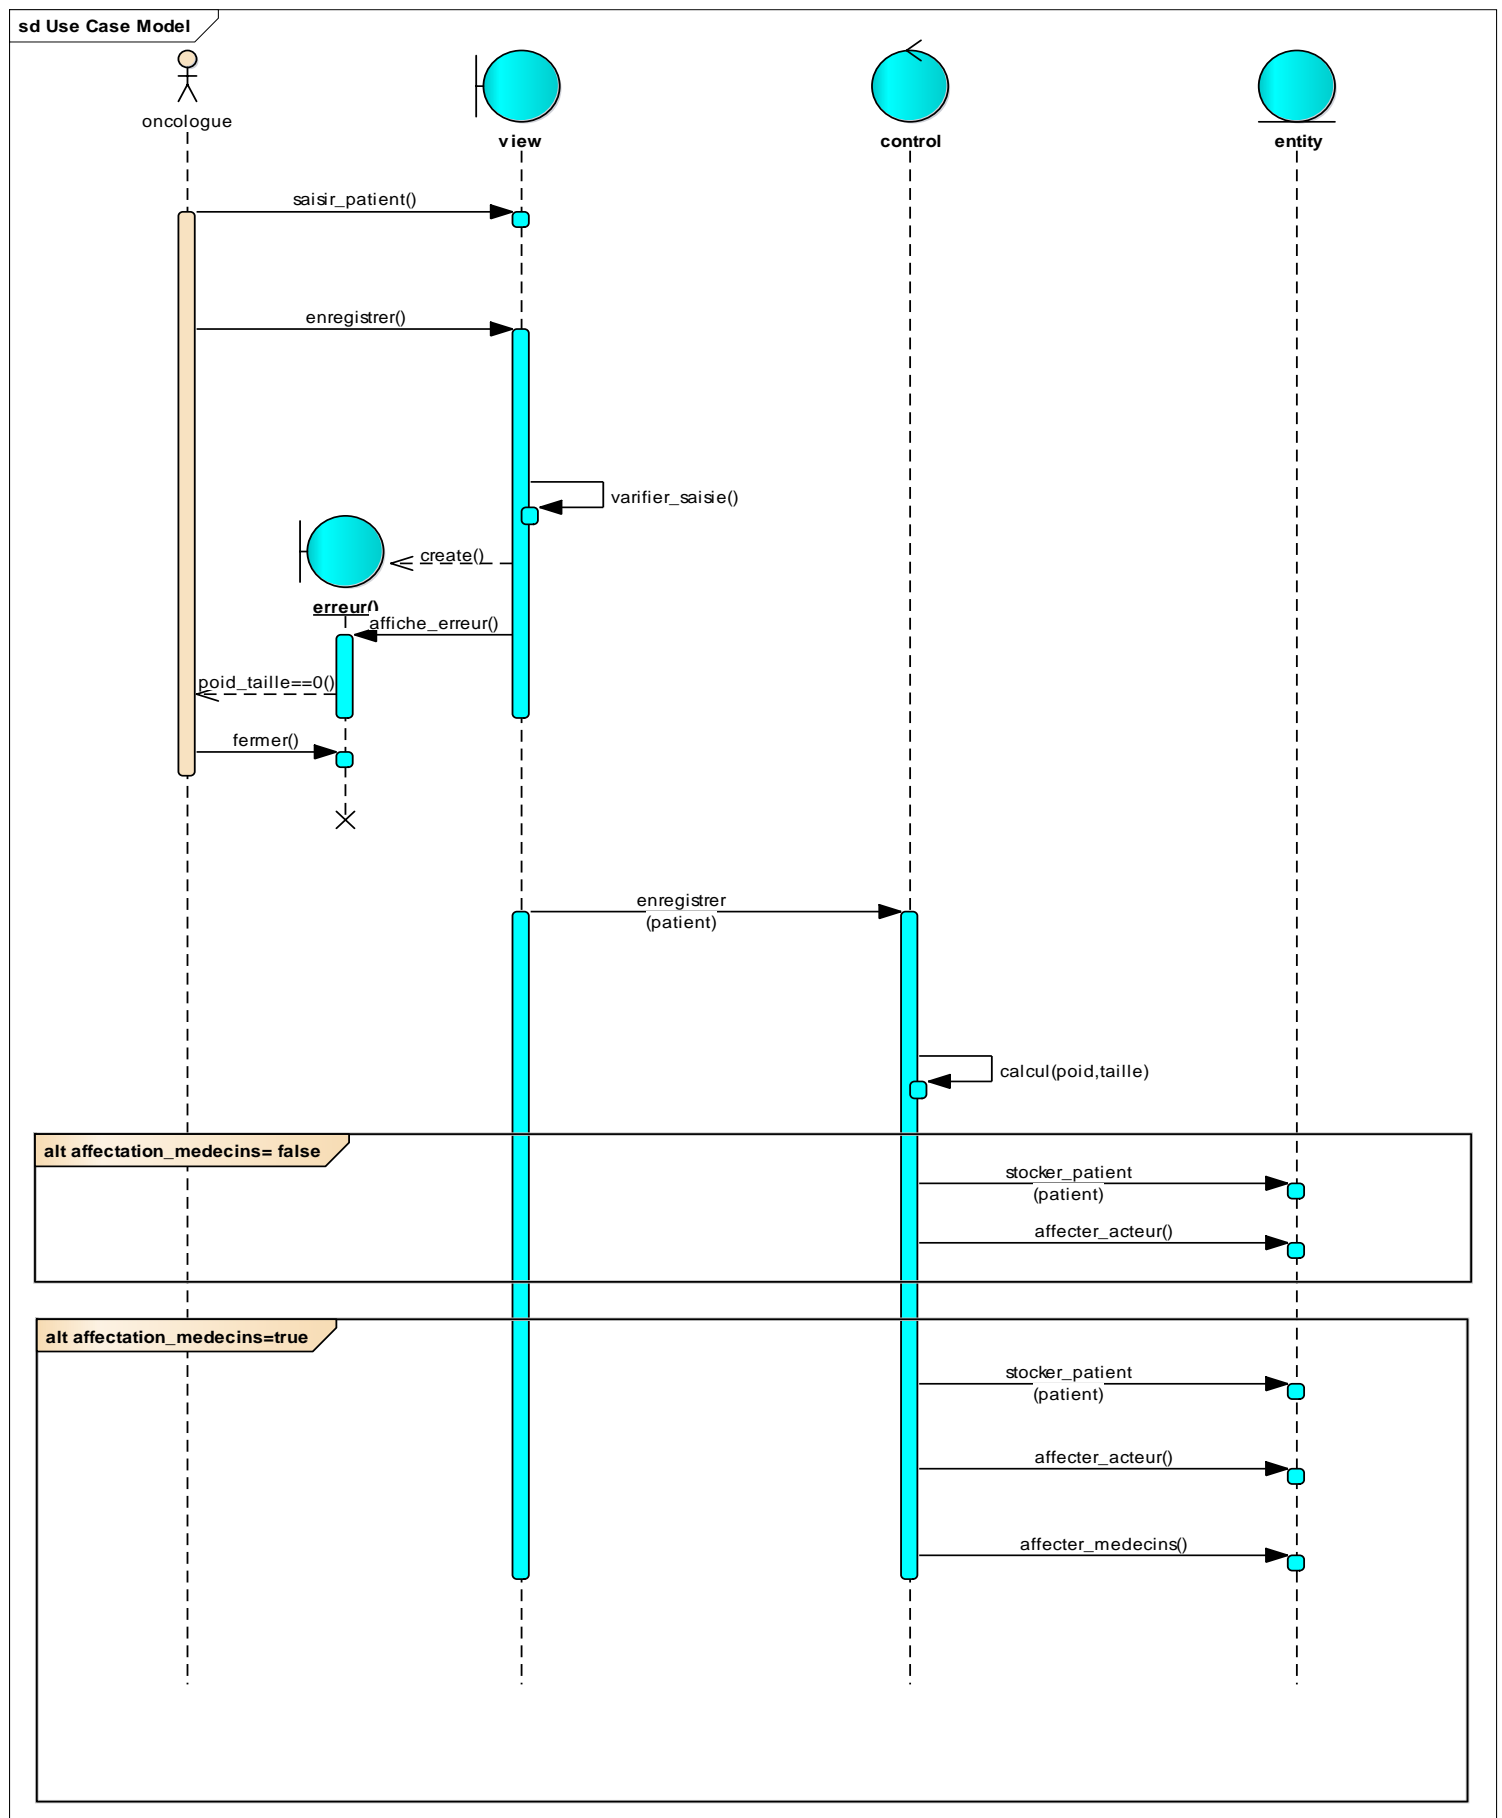 sd Use Case Model
oncologue
view
control
entity
saisir_patient()
enregistrer()
varifier_saisie()
create()
erreur()
affiche_erreur()
poid_taille==0()
fermer()
enregistrer
(patient)
calcul(poid,taille)
alt affectation_medecins= false
stocker_patient
(patient)
affecter_acteur()
alt affectation_medecins=true
stocker_patient
(patient)
affecter_acteur()
affecter_medecins()